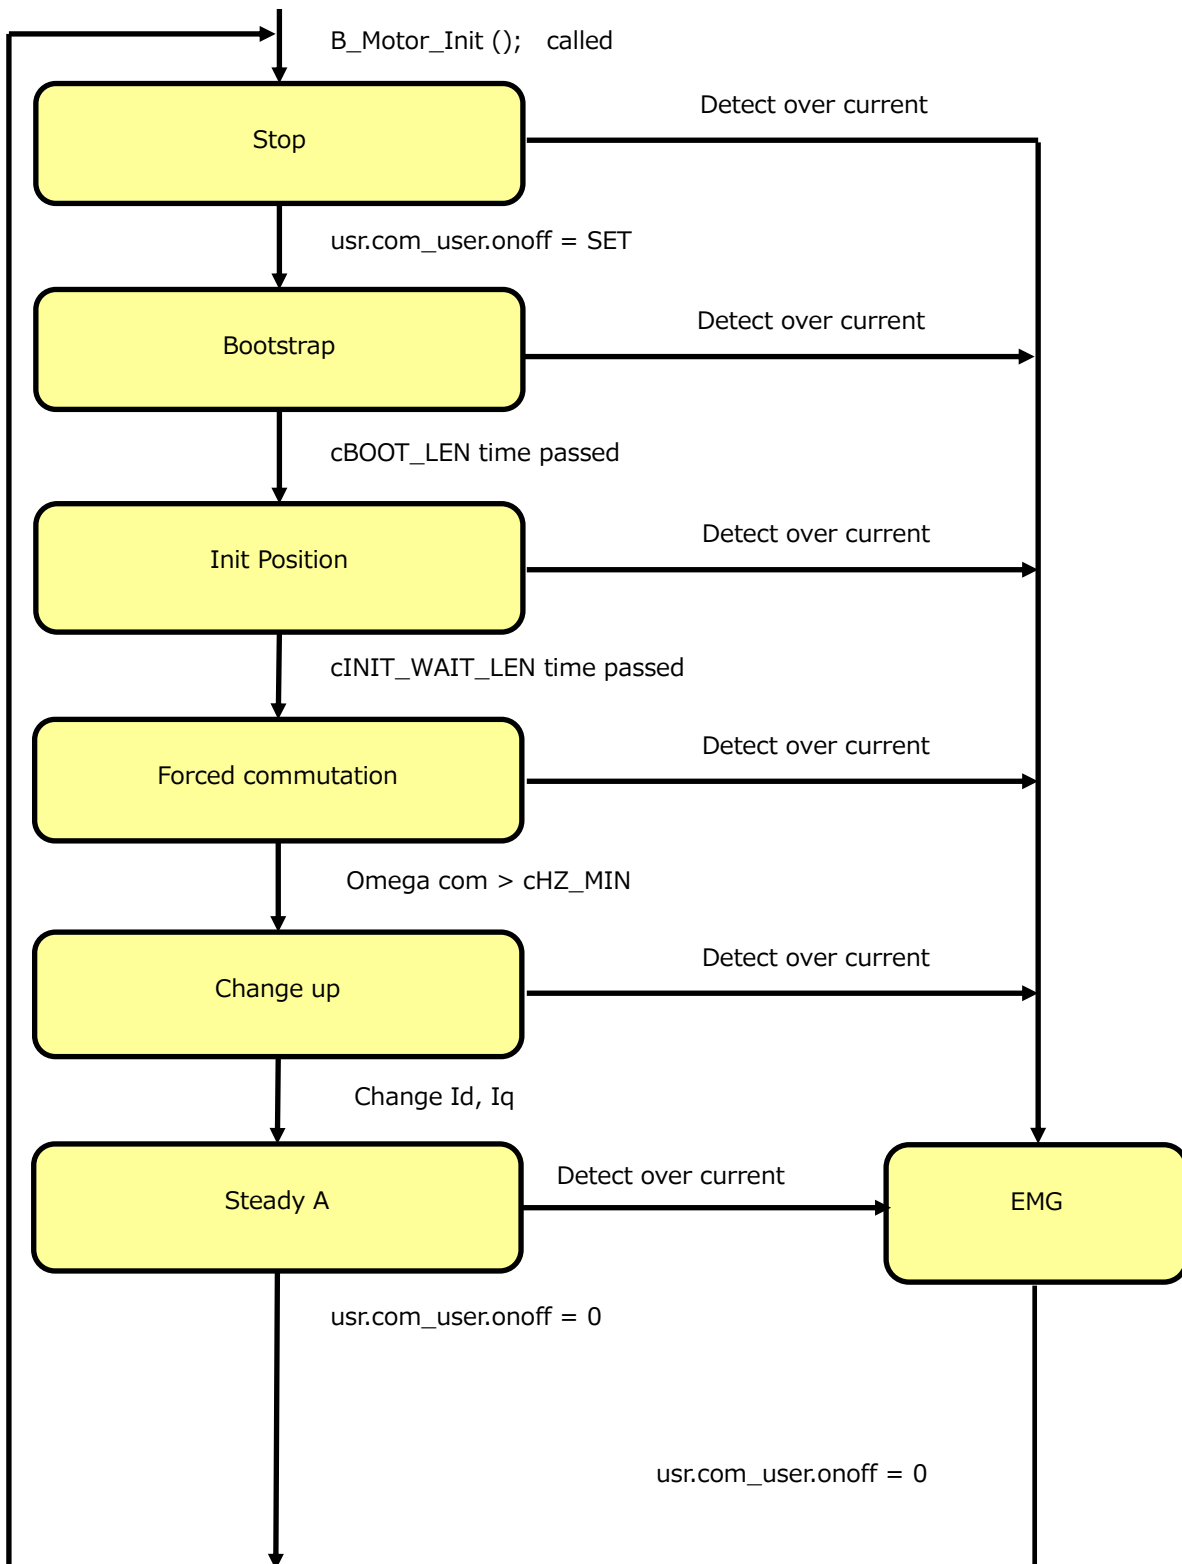 B_Motor_Init ();   called
Detect over current
Stop
usr.com_user.onoff = SET
Detect over current
Bootstrap
cBOOT_LEN time passed
Detect over current
Init Position
cINIT_WAIT_LEN time passed
Detect over current
Forced commutation
Omega com > cHZ_MIN
Detect over current
Change up
Change Id, Iq
Detect over current
Steady A
EMG
usr.com_user.onoff = 0
usr.com_user.onoff = 0